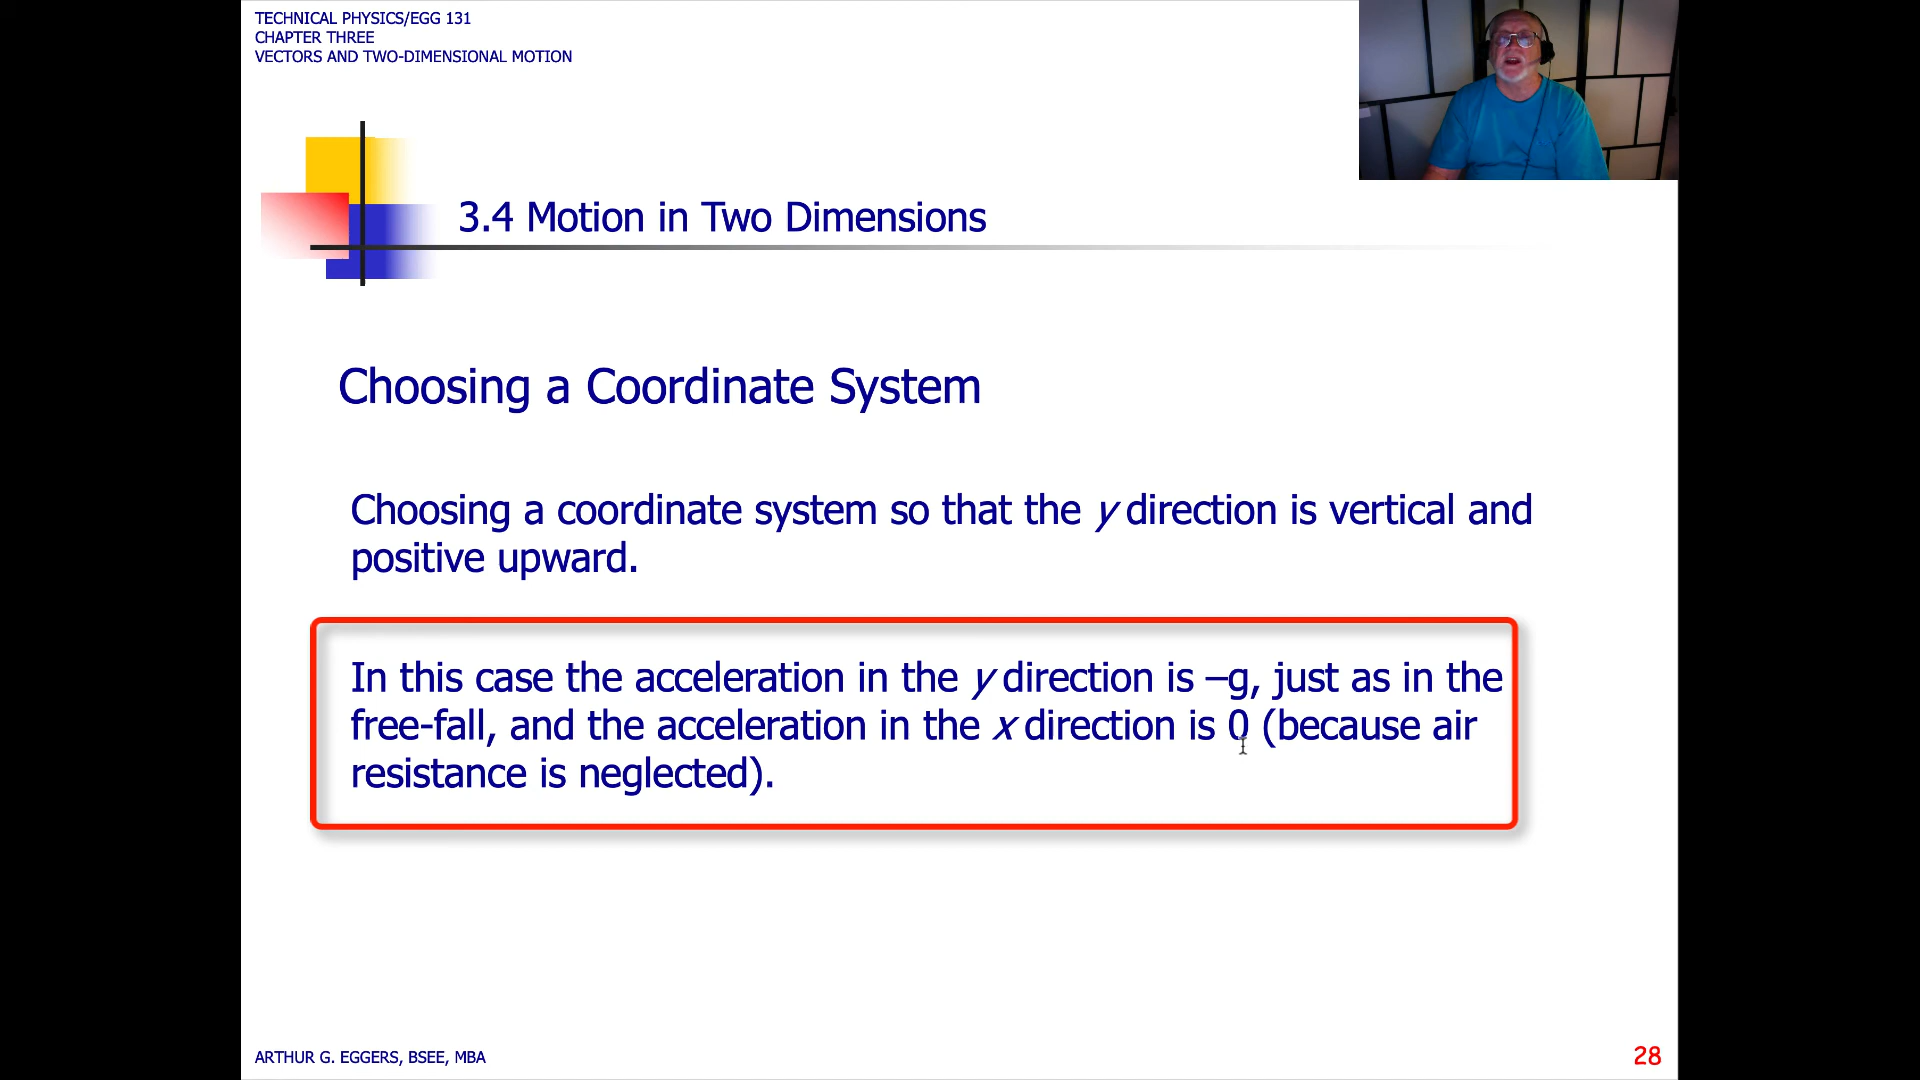 TECHNICAL PHYSICS/EGG 131
CHAPTER THREE
VECTORS AND TWO-DIMENSIONAL MOTION
3.4 Motion in Two Dimensions
Choosing a Coordinate System
Choosing a coordinate system so that the y direction is vertical and
positive upward.
In this case the acceleration in the y direction is –g, just as in the
free-fall, and the acceleration in the x direction is 0 (because air
resistance is neglected).
ARTHUR G. EGGERS, BSEE, MBA
28